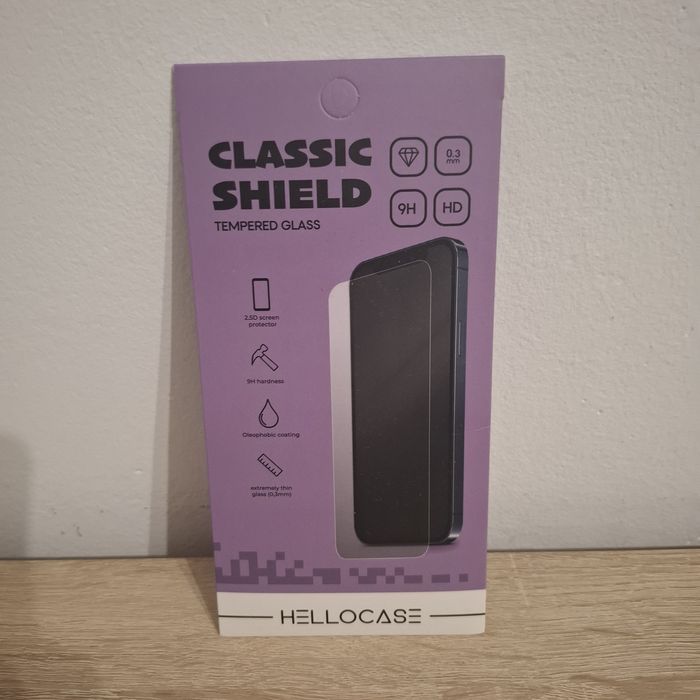 CLASSIC
SHIELD
TEMPERED GLASS
0.3
mm
9H
HD
2,5D screen
protector
9H hardness
Oleophobic coating
extremely thin
glass (0,3mm)
HELLOCASE